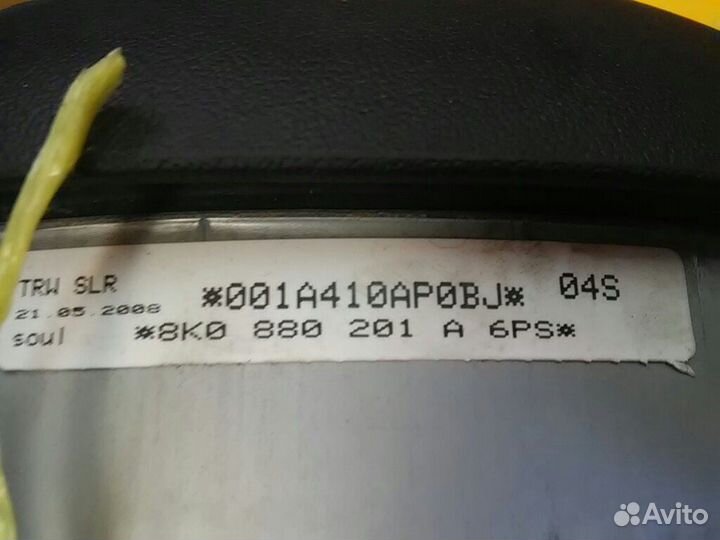 TRW SLR
*001A410AP0BJ* 04S
21.05.2008
soul *8K0 880 201 A 6PS*
Avito